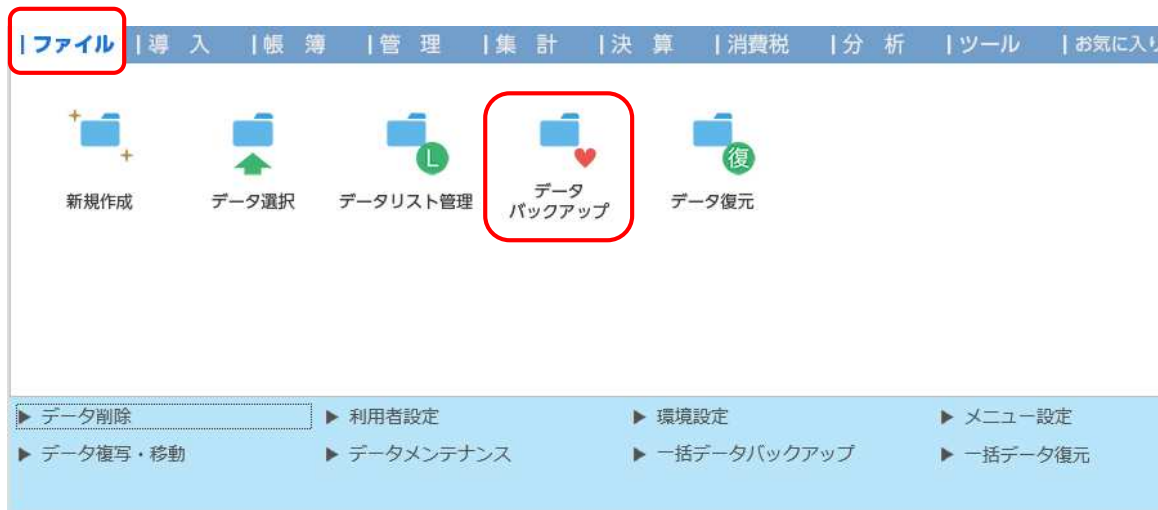 |ファイル |導 入 |帳 簿 |管 理 |集 計 |決 算 |消費税 |分 析 |ツール |お気に入り
L
復
新規作成 データ選択 データリスト管理 データ データ復元
バックアップ
▶ データ削除 ▶ 利用者設定 ▶ 環境設定 ▶ メニュー設定
▶ データ複写・移動 ▶ データメンテナンス ▶ 一括データバックアップ ▶ 一括データ復元